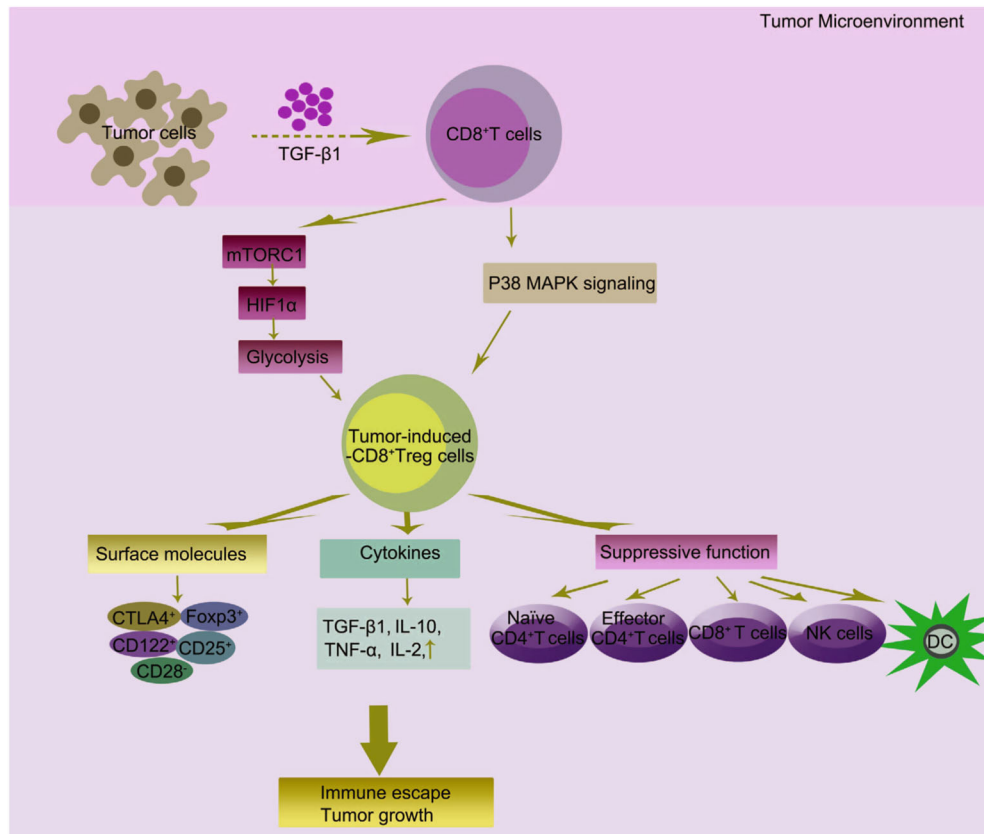 Tumor Microenvironment
Tumor cells
TGF-β1
CD8⁺T cells
mTORC1
HIF1α
Glycolysis
P38 MAPK signaling
Tumor-induced
-CD8⁺Treg cells
Surface molecules
Cytokines
Suppressive function
CTLA4⁺
Foxp3⁺
CD122⁺
CD25⁺
CD28⁻
TGF-β1, IL-10,
TNF-α, IL-2,↑
Naïve
CD4⁺T cells
Effector
CD4⁺T cells
CD8⁺ T cells
NK cells
DC
Immune escape
Tumor growth